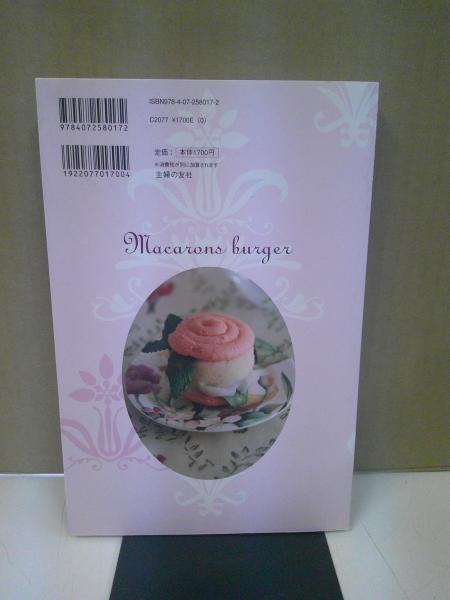 ISBN978-4-07-258017-2
9784072580172
C2077 ¥1700E (0)
定価： 本体1700円
※消費税が別に加算されます
1922077017004
主婦の友社
Macarons burger